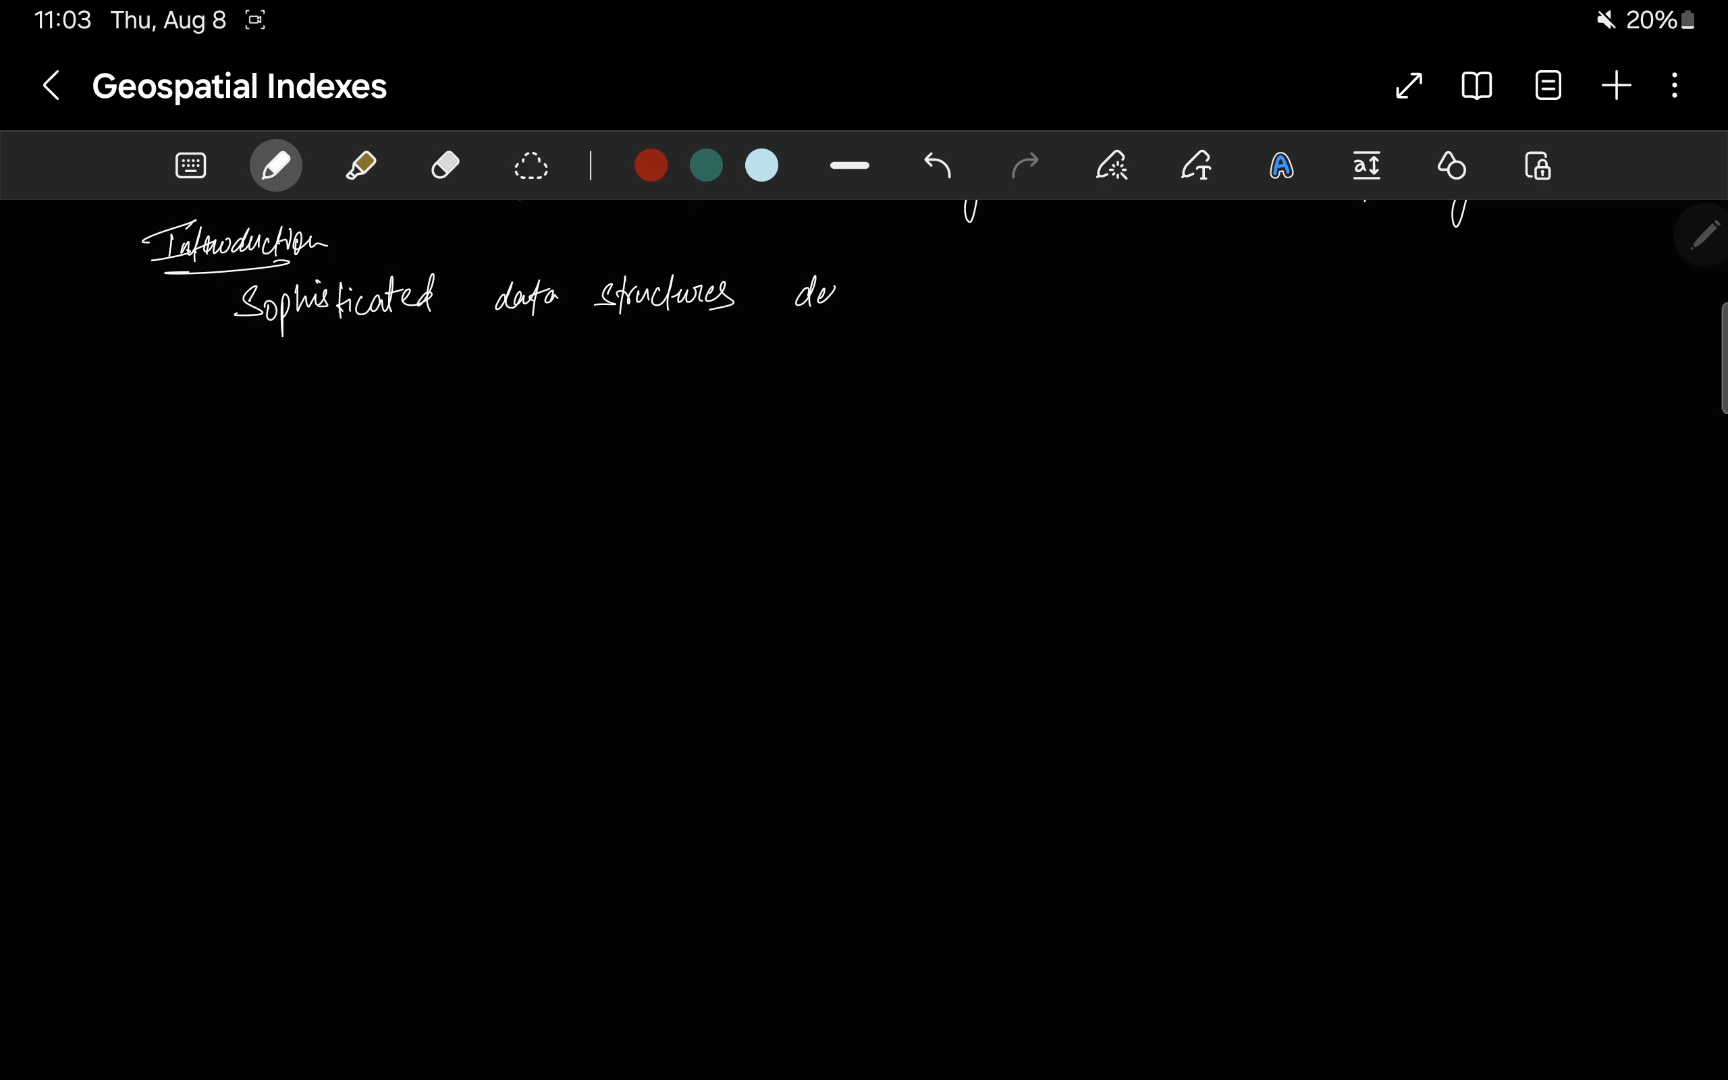 11:03 Thu, Aug 8 20%
Geospatial Indexes
Introduction
Sophisticated data structures de